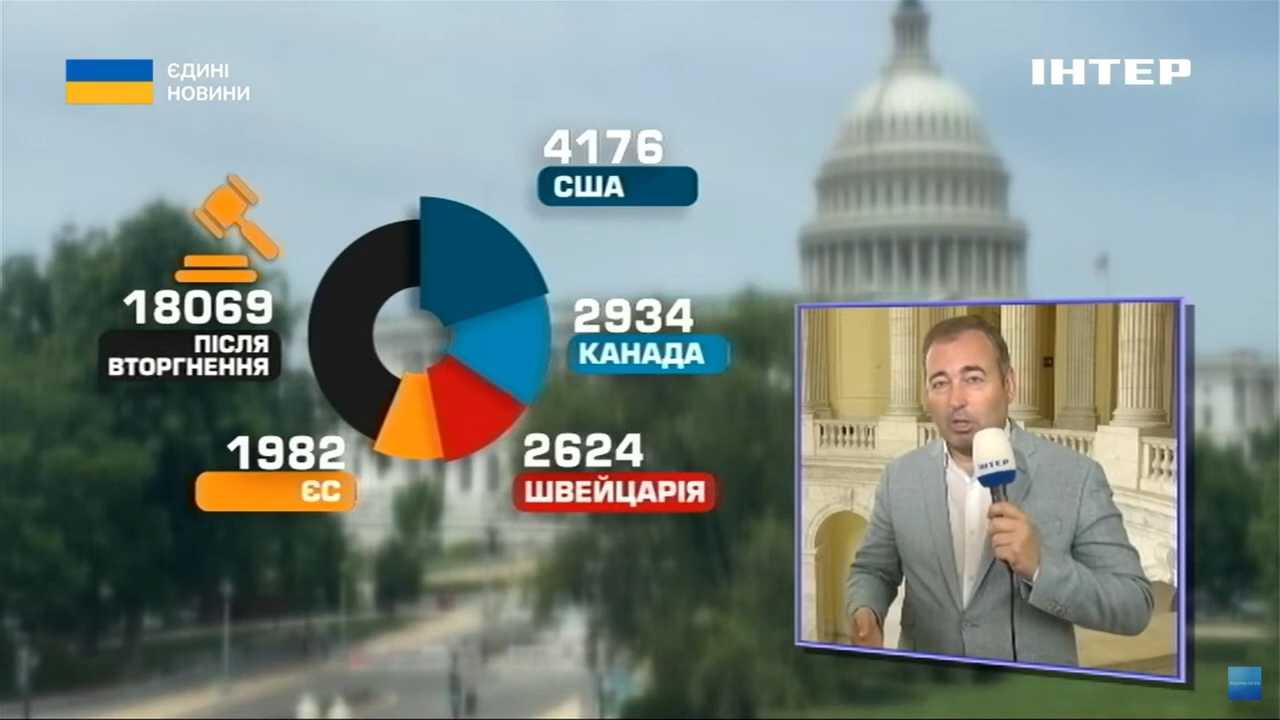 ЄДИНІ
НОВИНИ
ІНТЕР
4176
США
18069
ПІСЛЯ
ВТОРГНЕННЯ
2934
КАНАДА
1982
ЄС
2624
ШВЕЙЦАРІЯ
ІНТЕР